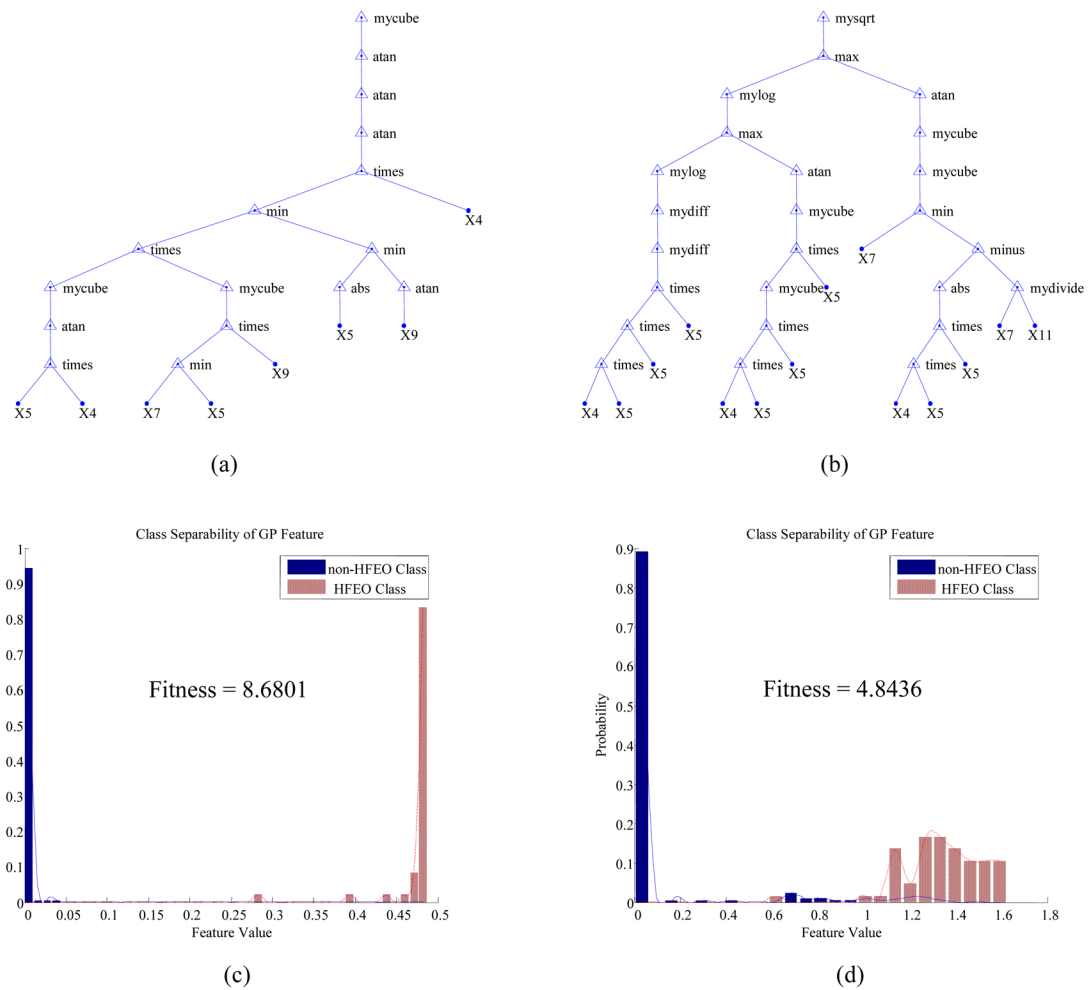 mycube
atan
atan
atan
times
min
X4
times
min
mycube
mycube
abs
atan
atan
times
X5
X9
times
min
X9
X5
X4
X7
X5
(a)
mysqrt
max
mylog
atan
max
mycube
mylog
atan
mycube
mydiff
mycube
min
mydiff
times
X7
minus
times
mycube
X5
abs
mydivide
times
X5
times
times
X7
X11
times
X5
times
X5
times
X5
X4
X5
X4
X5
X4
X5
(b)
Class Separability of GP Feature
non-HFEO Class
HFEO Class
Fitness = 8.6801
1
0.9
0.8
0.7
0.6
0.5
0.4
0.3
0.2
0.1
0
0 0.05 0.1 0.15 0.2 0.25 0.3 0.35 0.4 0.45 0.5
Feature Value
(c)
Class Separability of GP Feature
non-HFEO Class
HFEO Class
Fitness = 4.8436
Probability
0.9
0.8
0.7
0.6
0.5
0.4
0.3
0.2
0.1
0
0 0.2 0.4 0.6 0.8 1 1.2 1.4 1.6 1.8
Feature Value
(d)